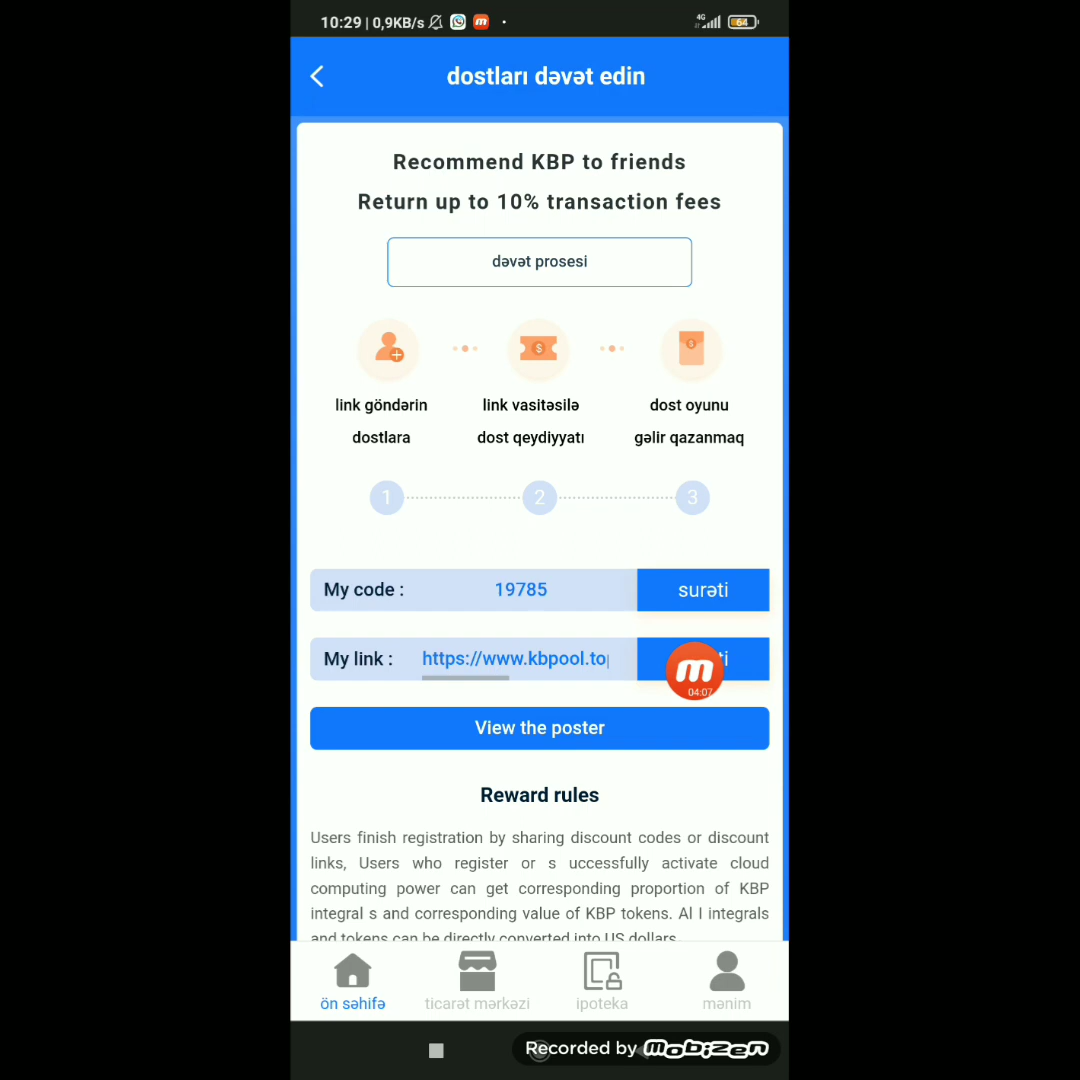 10:29 | 0,9KB/s
4G
64
dostları dəvət edin
Recommend KBP to friends
Return up to 10% transaction fees
dəvət prosesi
link göndərin
dostlara
link vasitəsilə
dost qeydiyyatı
dost oyunu
gəlir qazanmaq
1
2
3
My code :
19785
surəti
My link :
https://www.kbpool.to
m
04:07
View the poster
Reward rules
Users finish registration by sharing discount codes or discount
links, Users who register or s uccessfully activate cloud
computing power can get corresponding proportion of KBP
integral s and corresponding value of KBP tokens. Al l integrals
and tokens can be directly converted into US dollars.
ön səhifə
ticarət mərkəzi
ipoteka
mənim
Recorded by mobizen